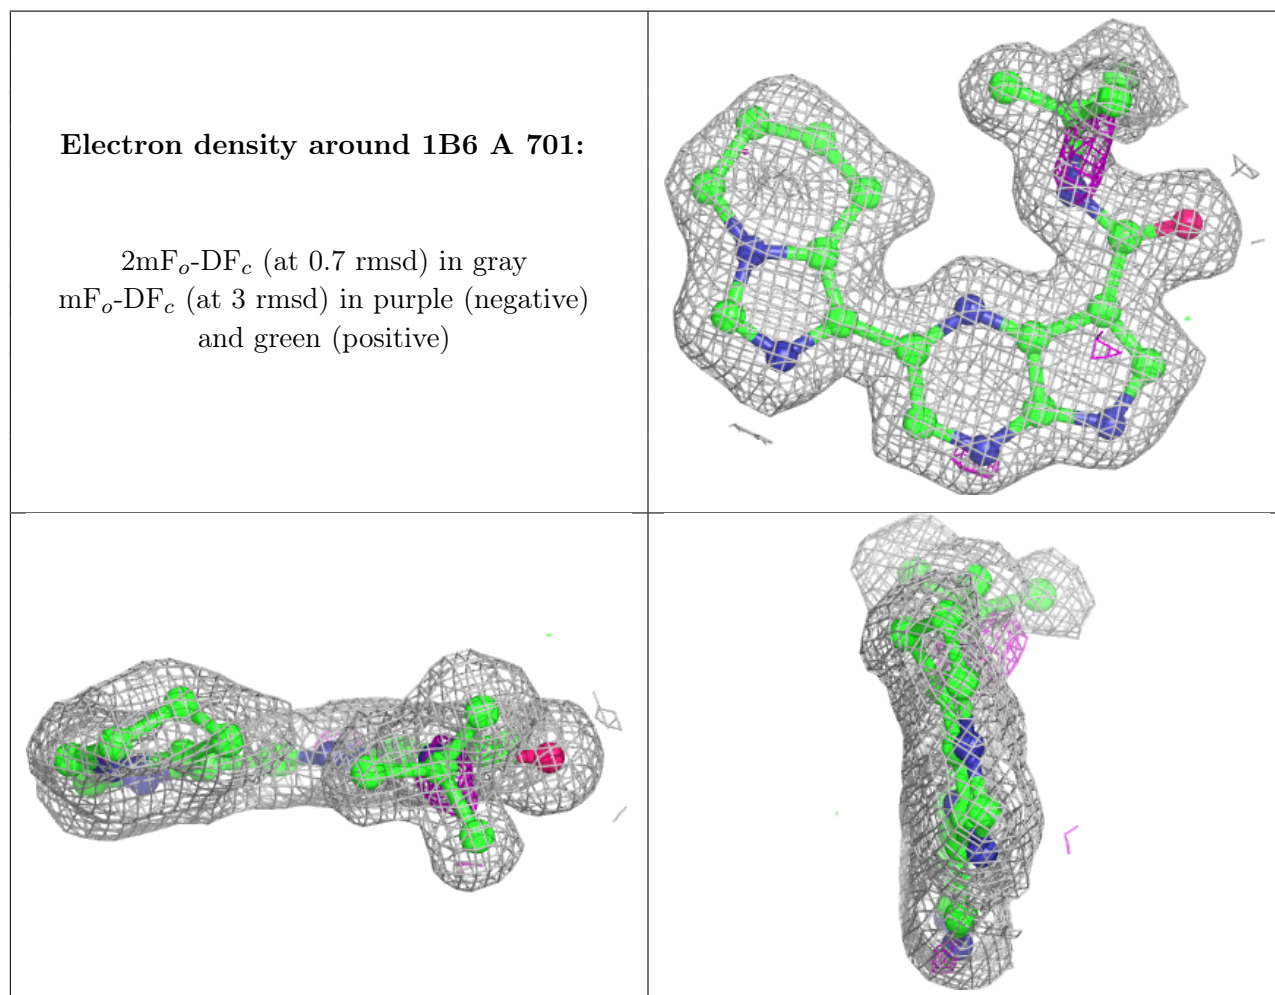 Electron density around 1B6 A 701:
2mFo-DFc (at 0.7 rmsd) in gray
mFo-DFc (at 3 rmsd) in purple (negative)
and green (positive)